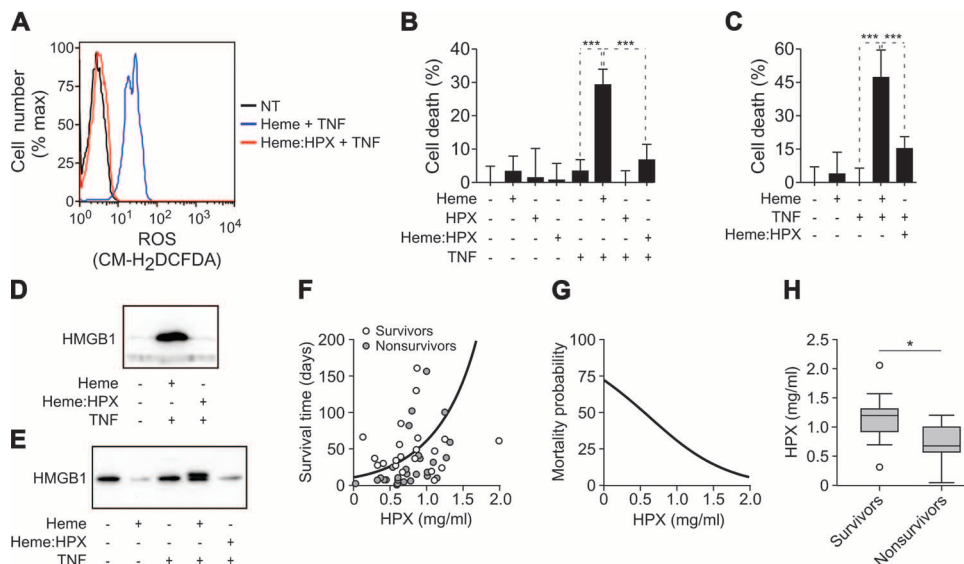 A
Cell number
(% max)
100
75
50
25
0
10⁰ 10¹ 10² 10³ 10⁴
ROS
(CM-H₂DCFDA)
NT
Heme + TNF
Heme:HPX + TNF
B
Cell death (%)
40
30
20
10
0
*** ***
Heme - + - - - + - -
HPX - - + - - - + -
Heme:HPX - - - + - - - +
TNF - - - - + + + +
C
Cell death (%)
60
40
20
0
*** ***
Heme - + - + +
TNF - - + + +
Heme:HPX - - - - +
D
HMGB1
Heme - + -
Heme:HPX - - +
TNF - + +
E
HMGB1
Heme - + - + -
Heme:HPX - - - - +
TNF - - + + +
F
Survivors
Nonsurvivors
Survival time (days)
200
150
100
50
0
0 0.5 1.0 1.5 2.0
HPX (mg/ml)
G
Mortality probability
100
75
50
25
0
0 0.5 1.0 1.5 2.0
HPX (mg/ml)
H
*
HPX (mg/ml)
2.5
2.0
1.5
1.0
0.5
0
Survivors
Nonsurvivors